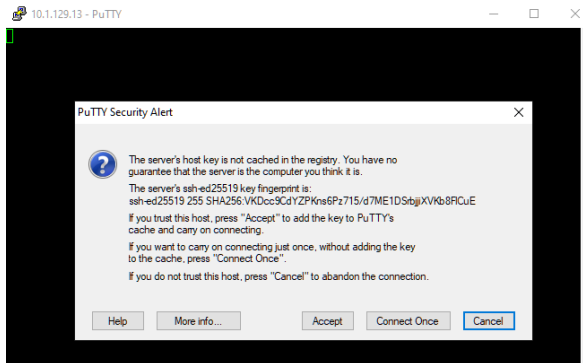 10.1.129.13 - PuTTY
PuTTY Security Alert
The server's host key is not cached in the registry. You have no
guarantee that the server is the computer you think it is.
The server's ssh-ed25519 key fingerprint is:
ssh-ed25519 255 SHA256:VKDcc9CdYZPKns6Pz715/d7ME1DSrbjjiXVKb8FlCuE
If you trust this host, press "Accept" to add the key to PuTTY's
cache and carry on connecting.
If you want to carry on connecting just once, without adding the key
to the cache, press "Connect Once".
If you do not trust this host, press "Cancel" to abandon the connection.
Help
More info...
Accept
Connect Once
Cancel